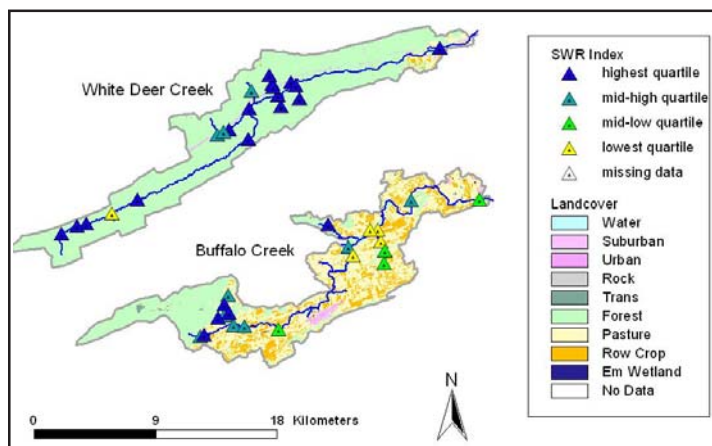 White Deer Creek
Buffalo Creek
N
0 9 18 Kilometers
SWR Index
highest quartile
mid-high quartile
mid-low quartile
lowest quartile
missing data
Landcover
Water
Suburban
Urban
Rock
Trans
Forest
Pasture
Row Crop
Em Wetland
No Data